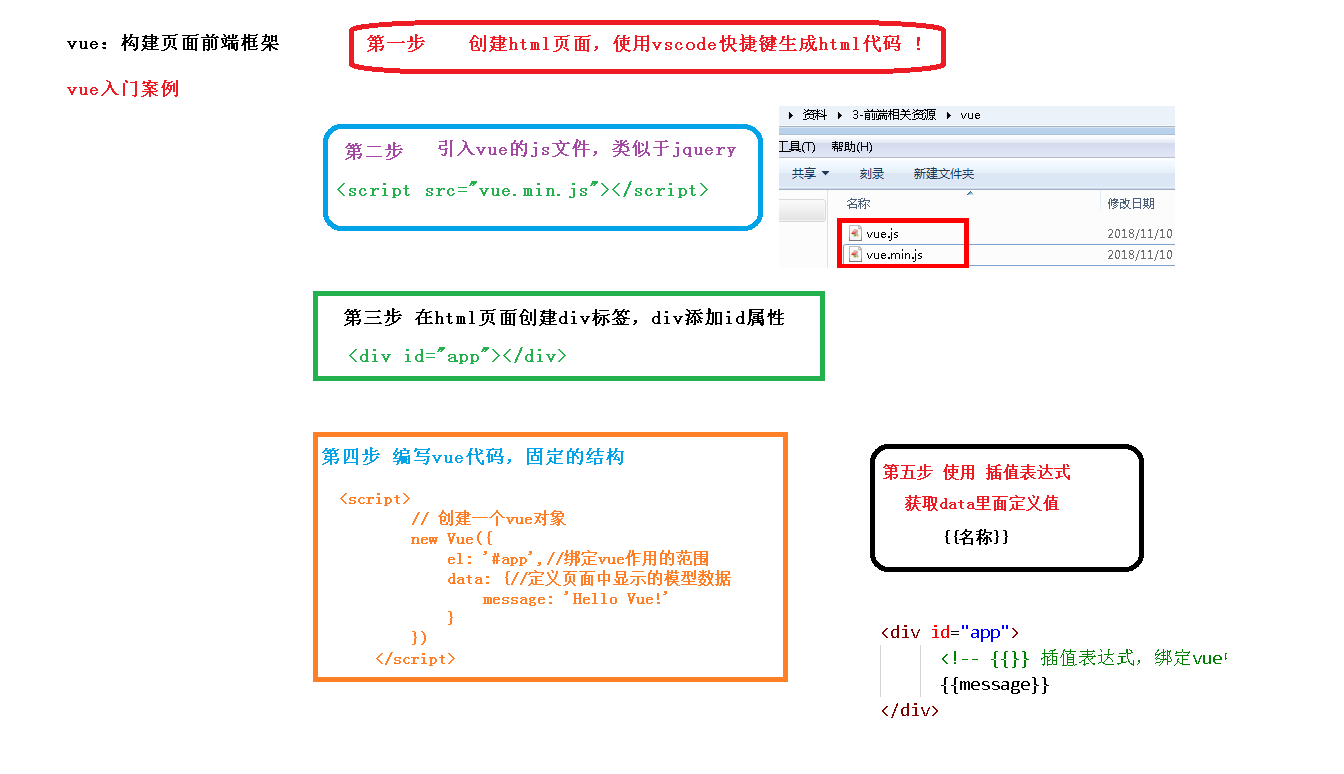 vue：构建页面前端框架
vue入门案例
第一步 创建html页面，使用vscode快捷键生成html代码 ！
第二步 引入vue的js文件，类似于jquery
<script src="vue.min.js"></script>
资料 3-前端相关资源 vue
工具(T) 帮助(H)
共享 刻录 新建文件夹
名称 修改日期
vue.js 2018/11/10
vue.min.js 2018/11/10
第三步 在html页面创建div标签，div添加id属性
<div id="app"></div>
第四步 编写vue代码，固定的结构
<script>
// 创建一个vue对象
new Vue({
el: '#app',//绑定vue作用的范围
data: {//定义页面中显示的模型数据
message: 'Hello Vue!'
}
})
</script>
第五步 使用 插值表达式
获取data里面定义值
{{名称}}
<div id="app">
<!-- {{}} 插值表达式，绑定vue
{{message}}
</div>